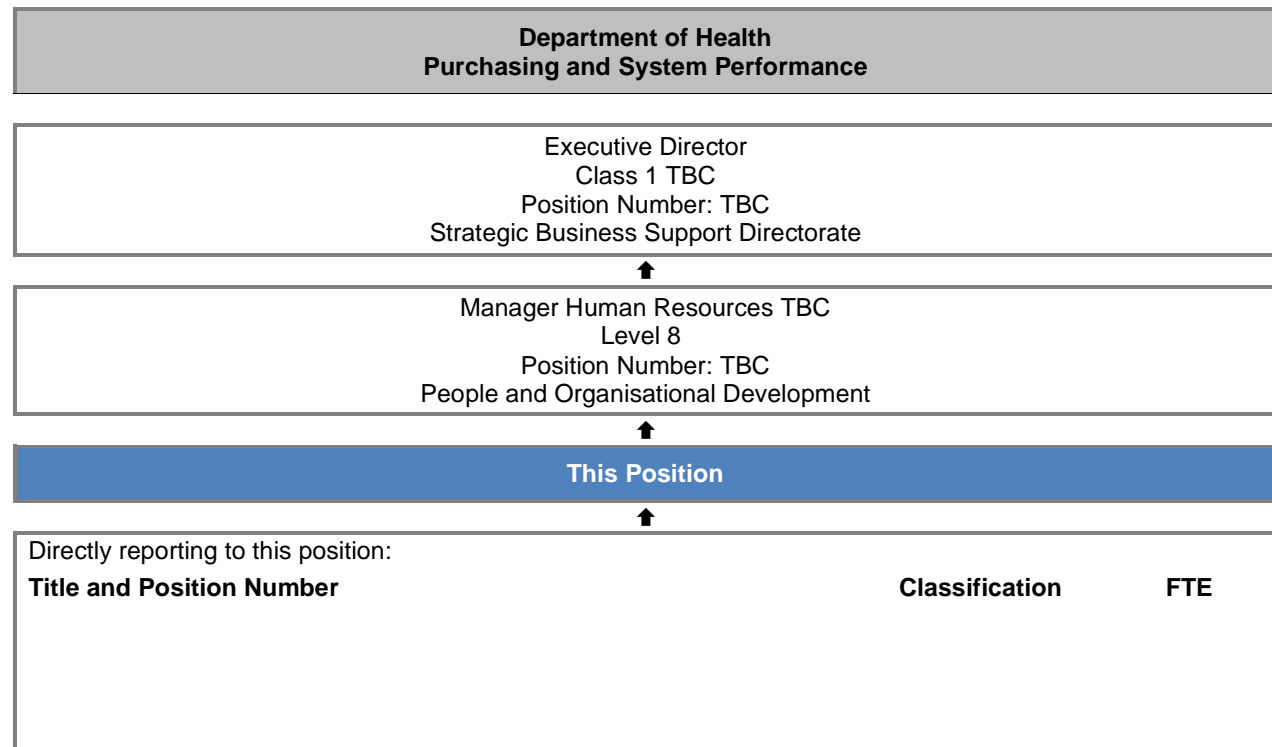 Department of Health
Purchasing and System Performance
Executive Director
Class 1 TBC
Position Number: TBC
Strategic Business Support Directorate
Manager Human Resources TBC
Level 8
Position Number: TBC
People and Organisational Development
This Position
Directly reporting to this position:
Title and Position Number Classification FTE